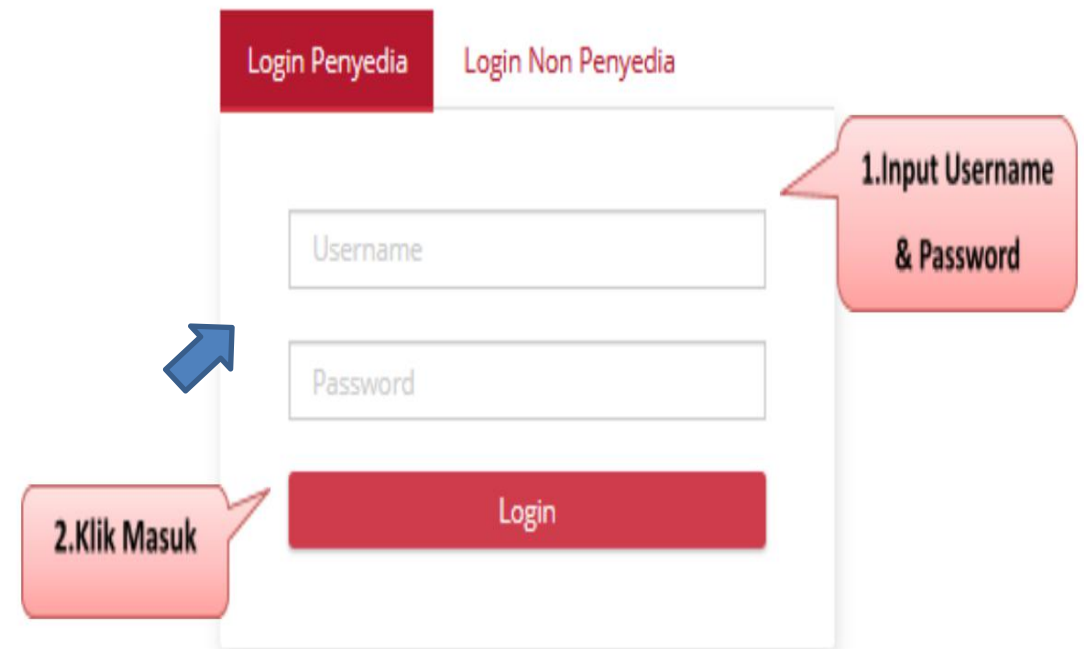 Login Penyedia
Login Non Penyedia
1.Input Username
& Password
Username
Password
Login
2.Klik Masuk